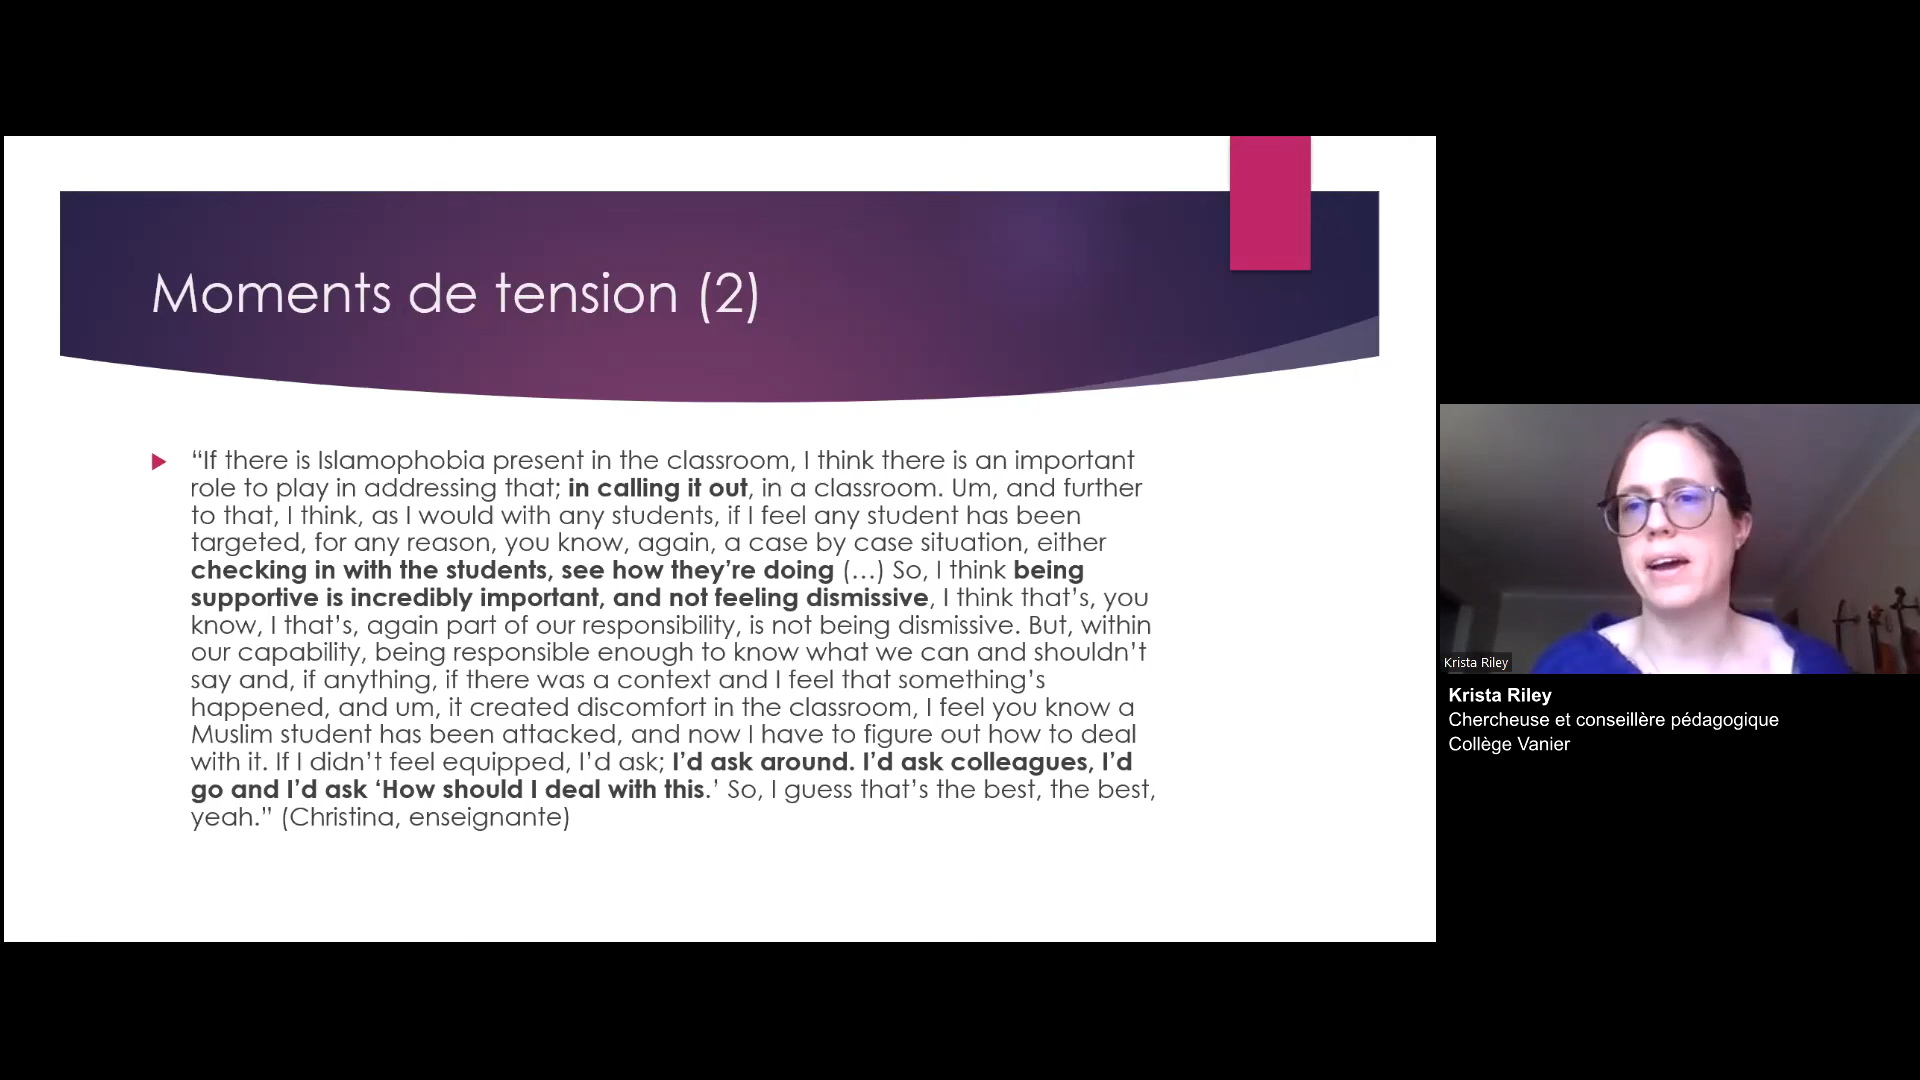 Moments de tension (2)
“If there is Islamophobia present in the classroom, I think there is an important
role to play in addressing that; in calling it out, in a classroom. Um, and further
to that, I think, as I would with any students, if I feel any student has been
targeted, for any reason, you know, again, a case by case situation, either
checking in with the students, see how they’re doing (…) So, I think being
supportive is incredibly important, and not feeling dismissive, I think that’s, you
know, I that’s, again part of our responsibility, is not being dismissive. But, within
our capability, being responsible enough to know what we can and shouldn’t
say and, if anything, if there was a context and I feel that something’s
happened, and um, it created discomfort in the classroom, I feel you know a
Muslim student has been attacked, and now I have to figure out how to deal
with it. If I didn’t feel equipped, I’d ask; I’d ask around. I’d ask colleagues, I’d
go and I’d ask ‘How should I deal with this.’ So, I guess that’s the best, the best,
yeah.” (Christina, enseignante)
Krista Riley
Krista Riley
Chercheuse et conseillère pédagogique
Collège Vanier